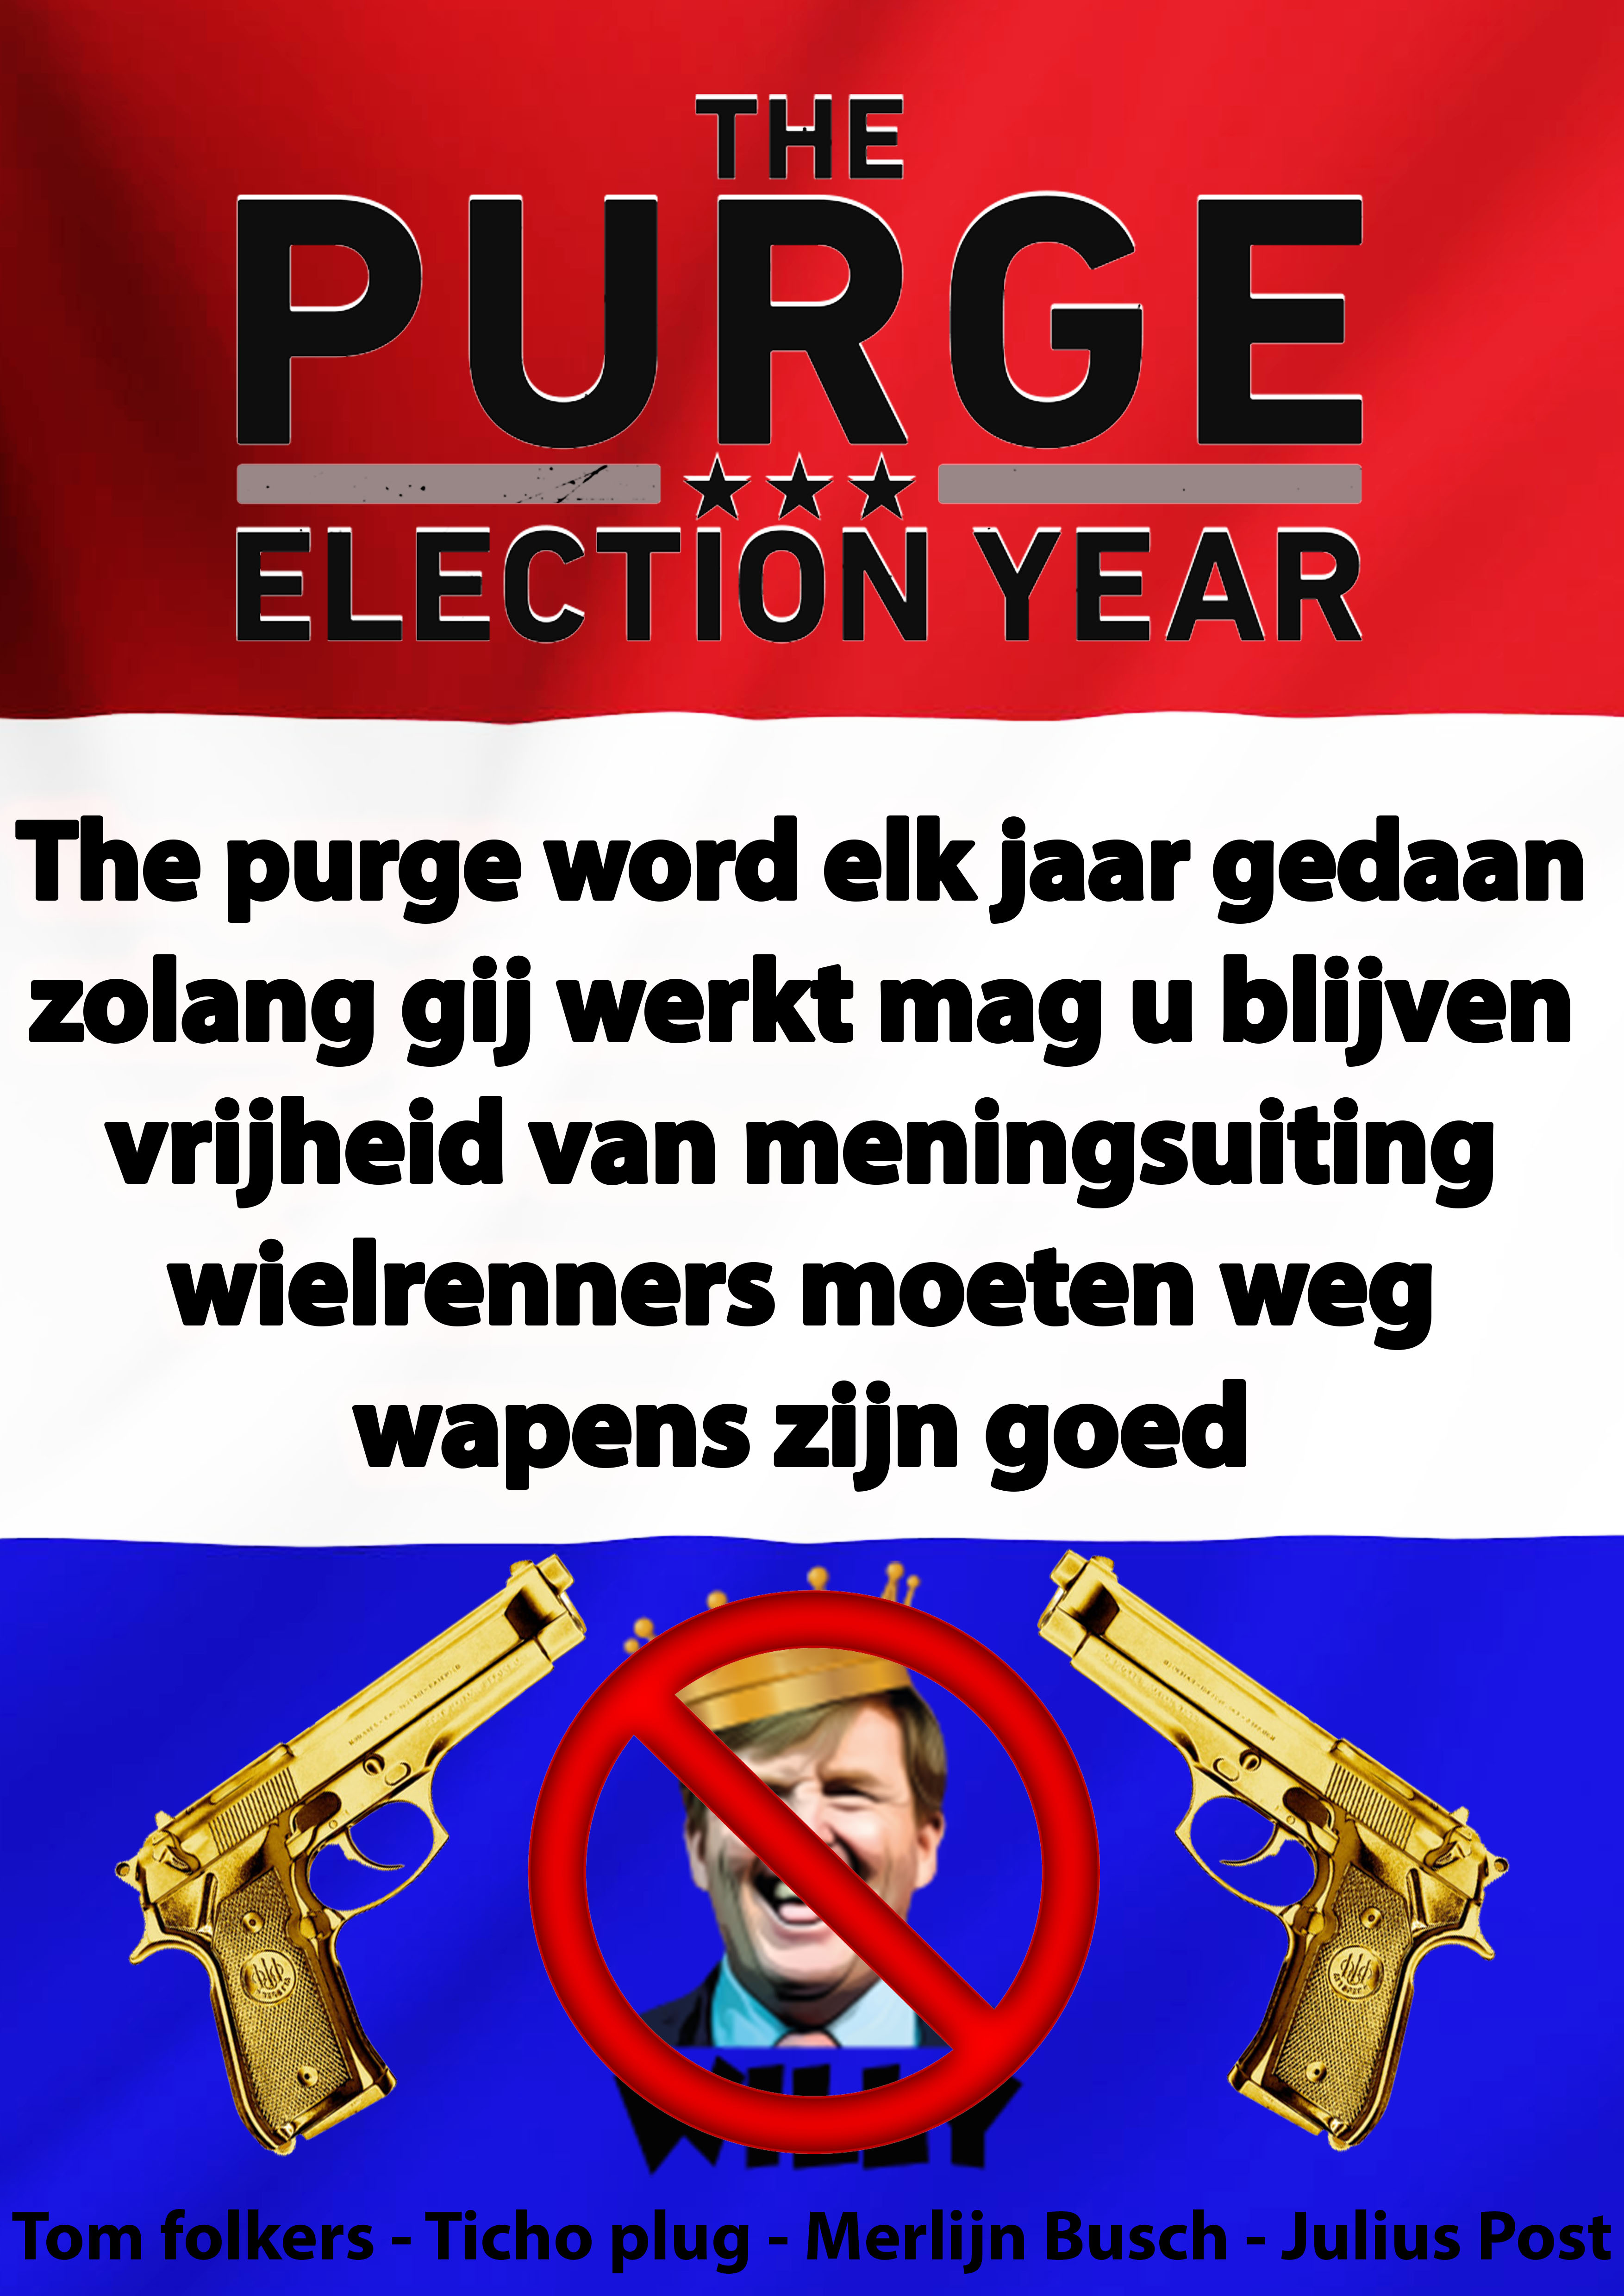 THE
PURGE
ELECTION YEAR
The purge word elk jaar gedaan
zolang gij werkt mag u blijven
vrijheid van meningsuiting
wielrenners moeten weg
wapens zijn goed
WILLY
Tom folkers - Ticho plug - Merlijn Busch - Julius Post